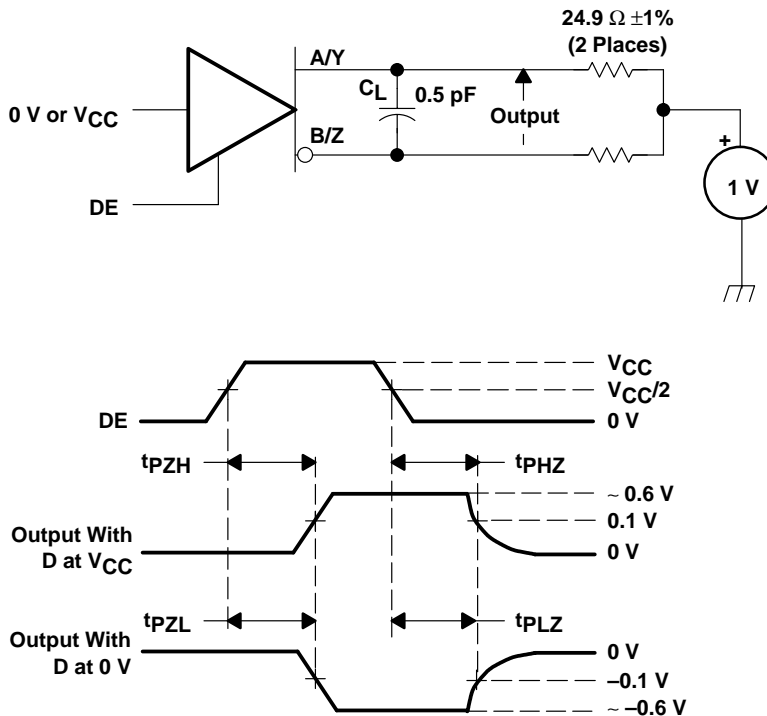 24.9 Ω ±1%
(2 Places)
A/Y
CL
0.5 pF
Output
0 V or VCC
B/Z
+
1 V
DE
VCC
VCC/2
DE
0 V
tPZH
tPHZ
~ 0.6 V
0.1 V
Output With
D at VCC
0 V
tPZL
tPLZ
Output With
D at 0 V
0 V
–0.1 V
~ –0.6 V